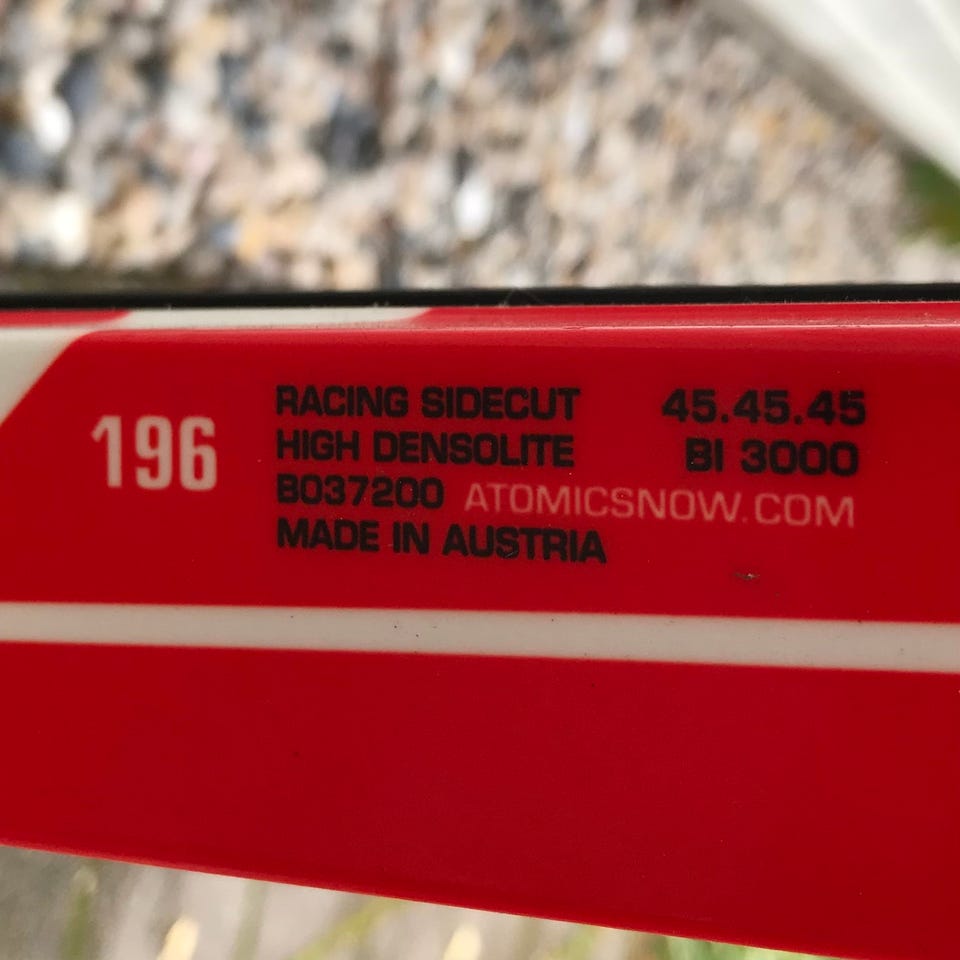 196
RACING SIDECUT 45.45.45
HIGH DENSOLITE BI 3000
B037200 ATOMICSNOW.COM
MADE IN AUSTRIA